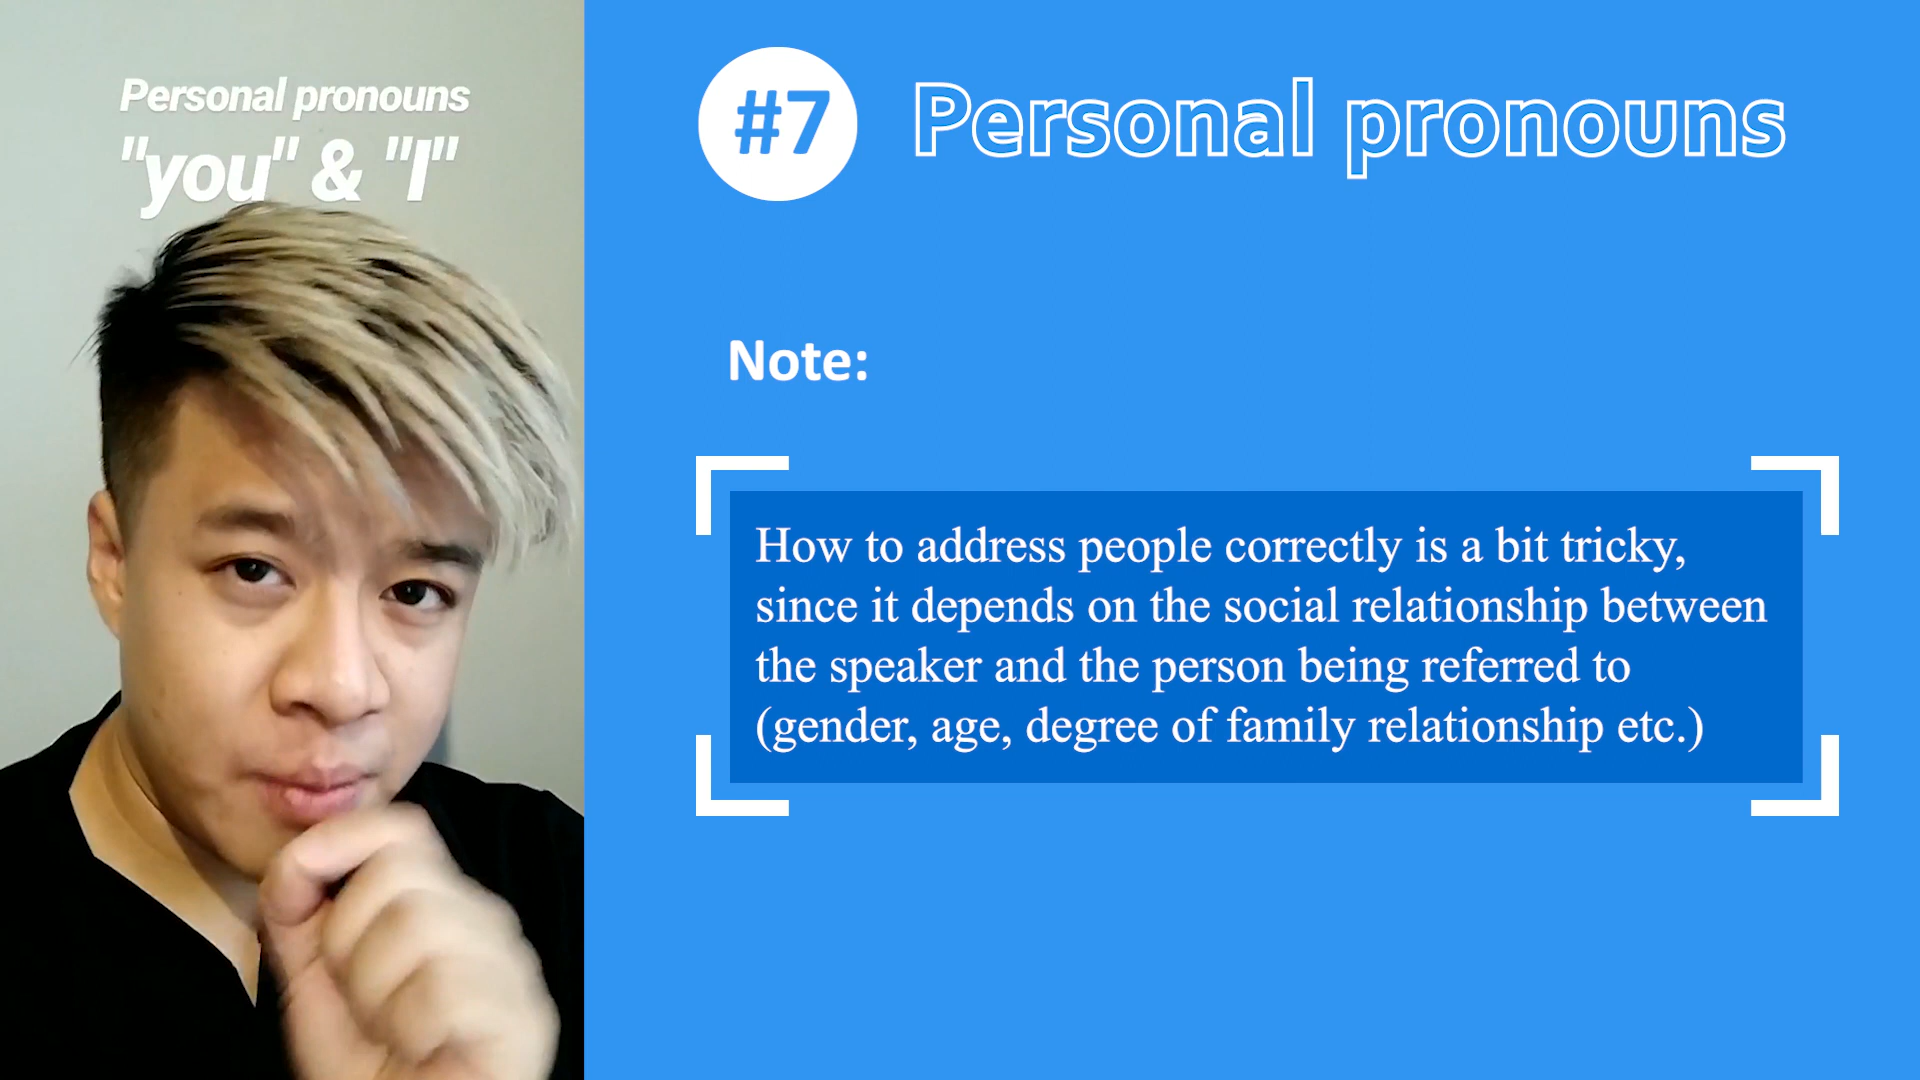 Personal pronouns
"you" & "I"
#7 Personal pronouns
Note:
How to address people correctly is a bit tricky,
since it depends on the social relationship between
the speaker and the person being referred to
(gender, age, degree of family relationship etc.)